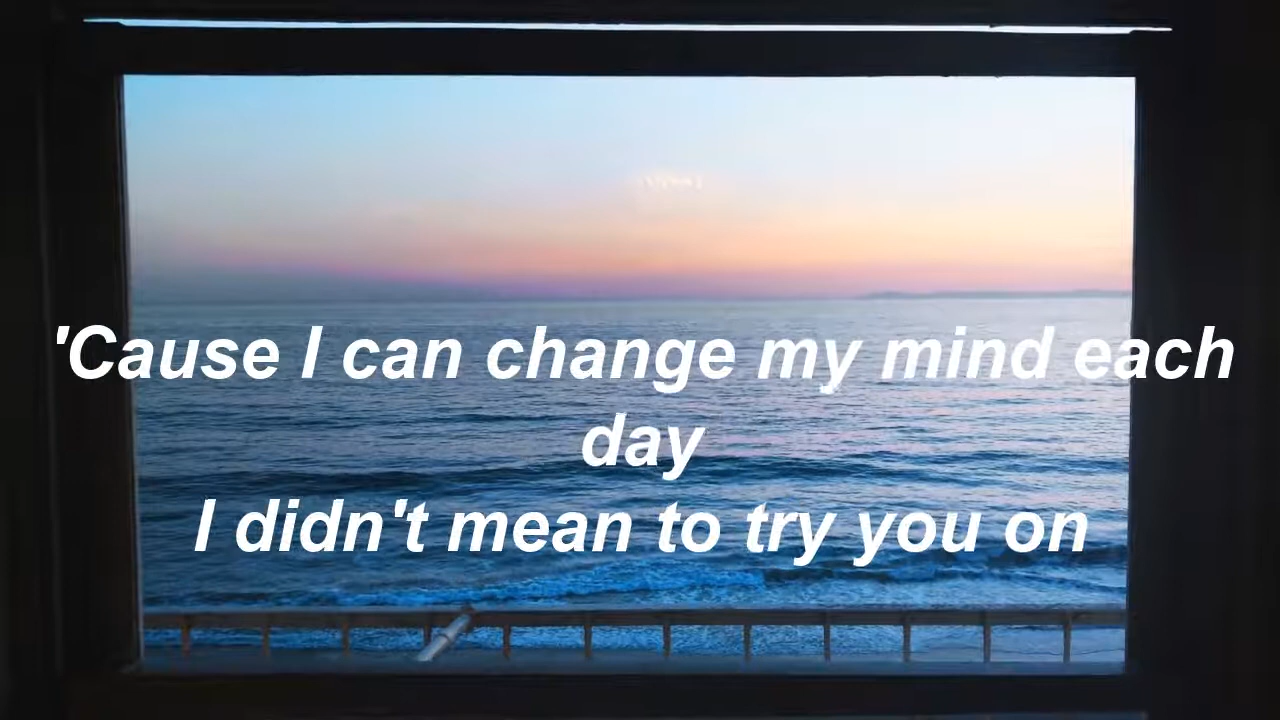 'Cause I can change my mind each
day
I didn't mean to try you on